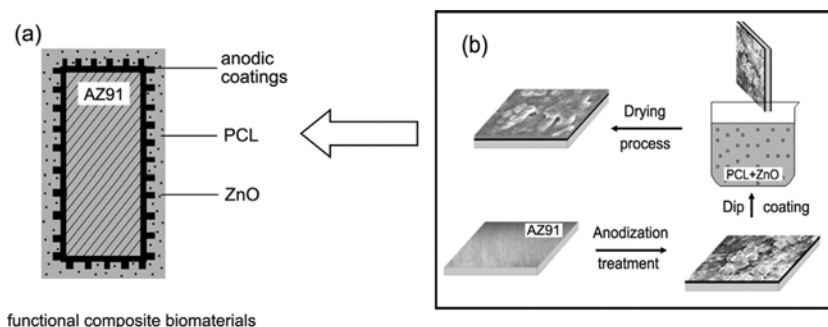 (a)
anodic
coatings
AZ91
PCL
ZnO
functional composite biomaterials
(b)
Drying
process
PCL+ZnO
Dip coating
AZ91
Anodization
treatment